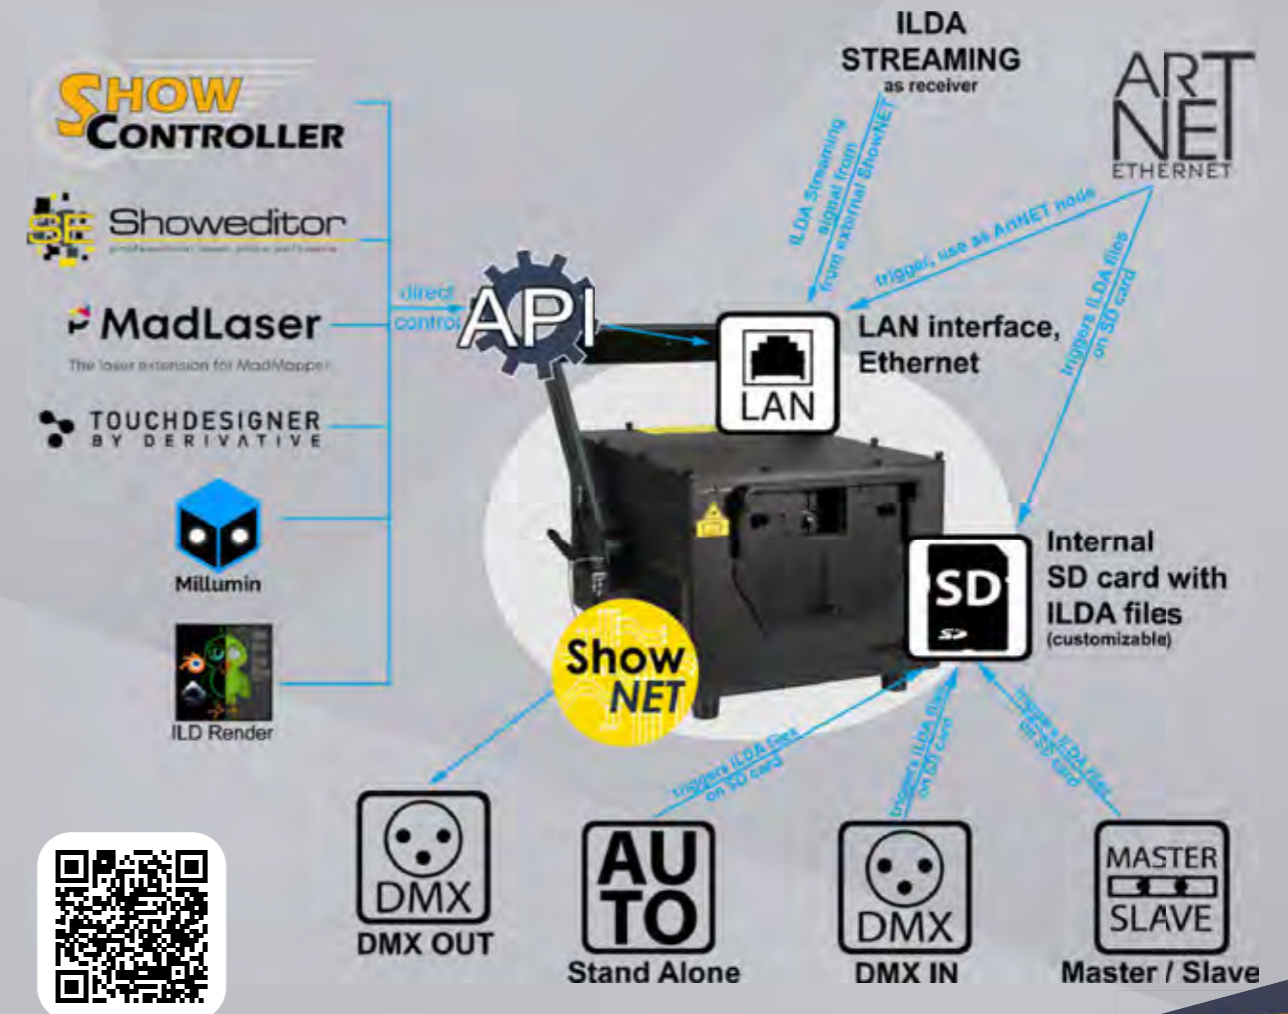 SHOW
CONTROLLER
SE Showeditor
MadLaser
The laser extension for MadMapper
TOUCHDESIGNER
BY DERIVATIVE
Millumin
ILD Render
direct
control
API
ILDA
STREAMING
as receiver
ILDA Streaming
signal from
from external ShowNET
ART
NET
ETHERNET
trigger, use as ArtNET node
triggers ILDA files
on SD card
LAN
LAN interface,
Ethernet
SD
Internal
SD card with
ILDA files
(customizable)
Show
NET
triggers ILDA files
on SD card
triggers ILDA files
on SD card
triggers ILDA files
on SD card
DMX
DMX OUT
AU
TO
Stand Alone
DMX
DMX IN
MASTER
SLAVE
Master / Slave